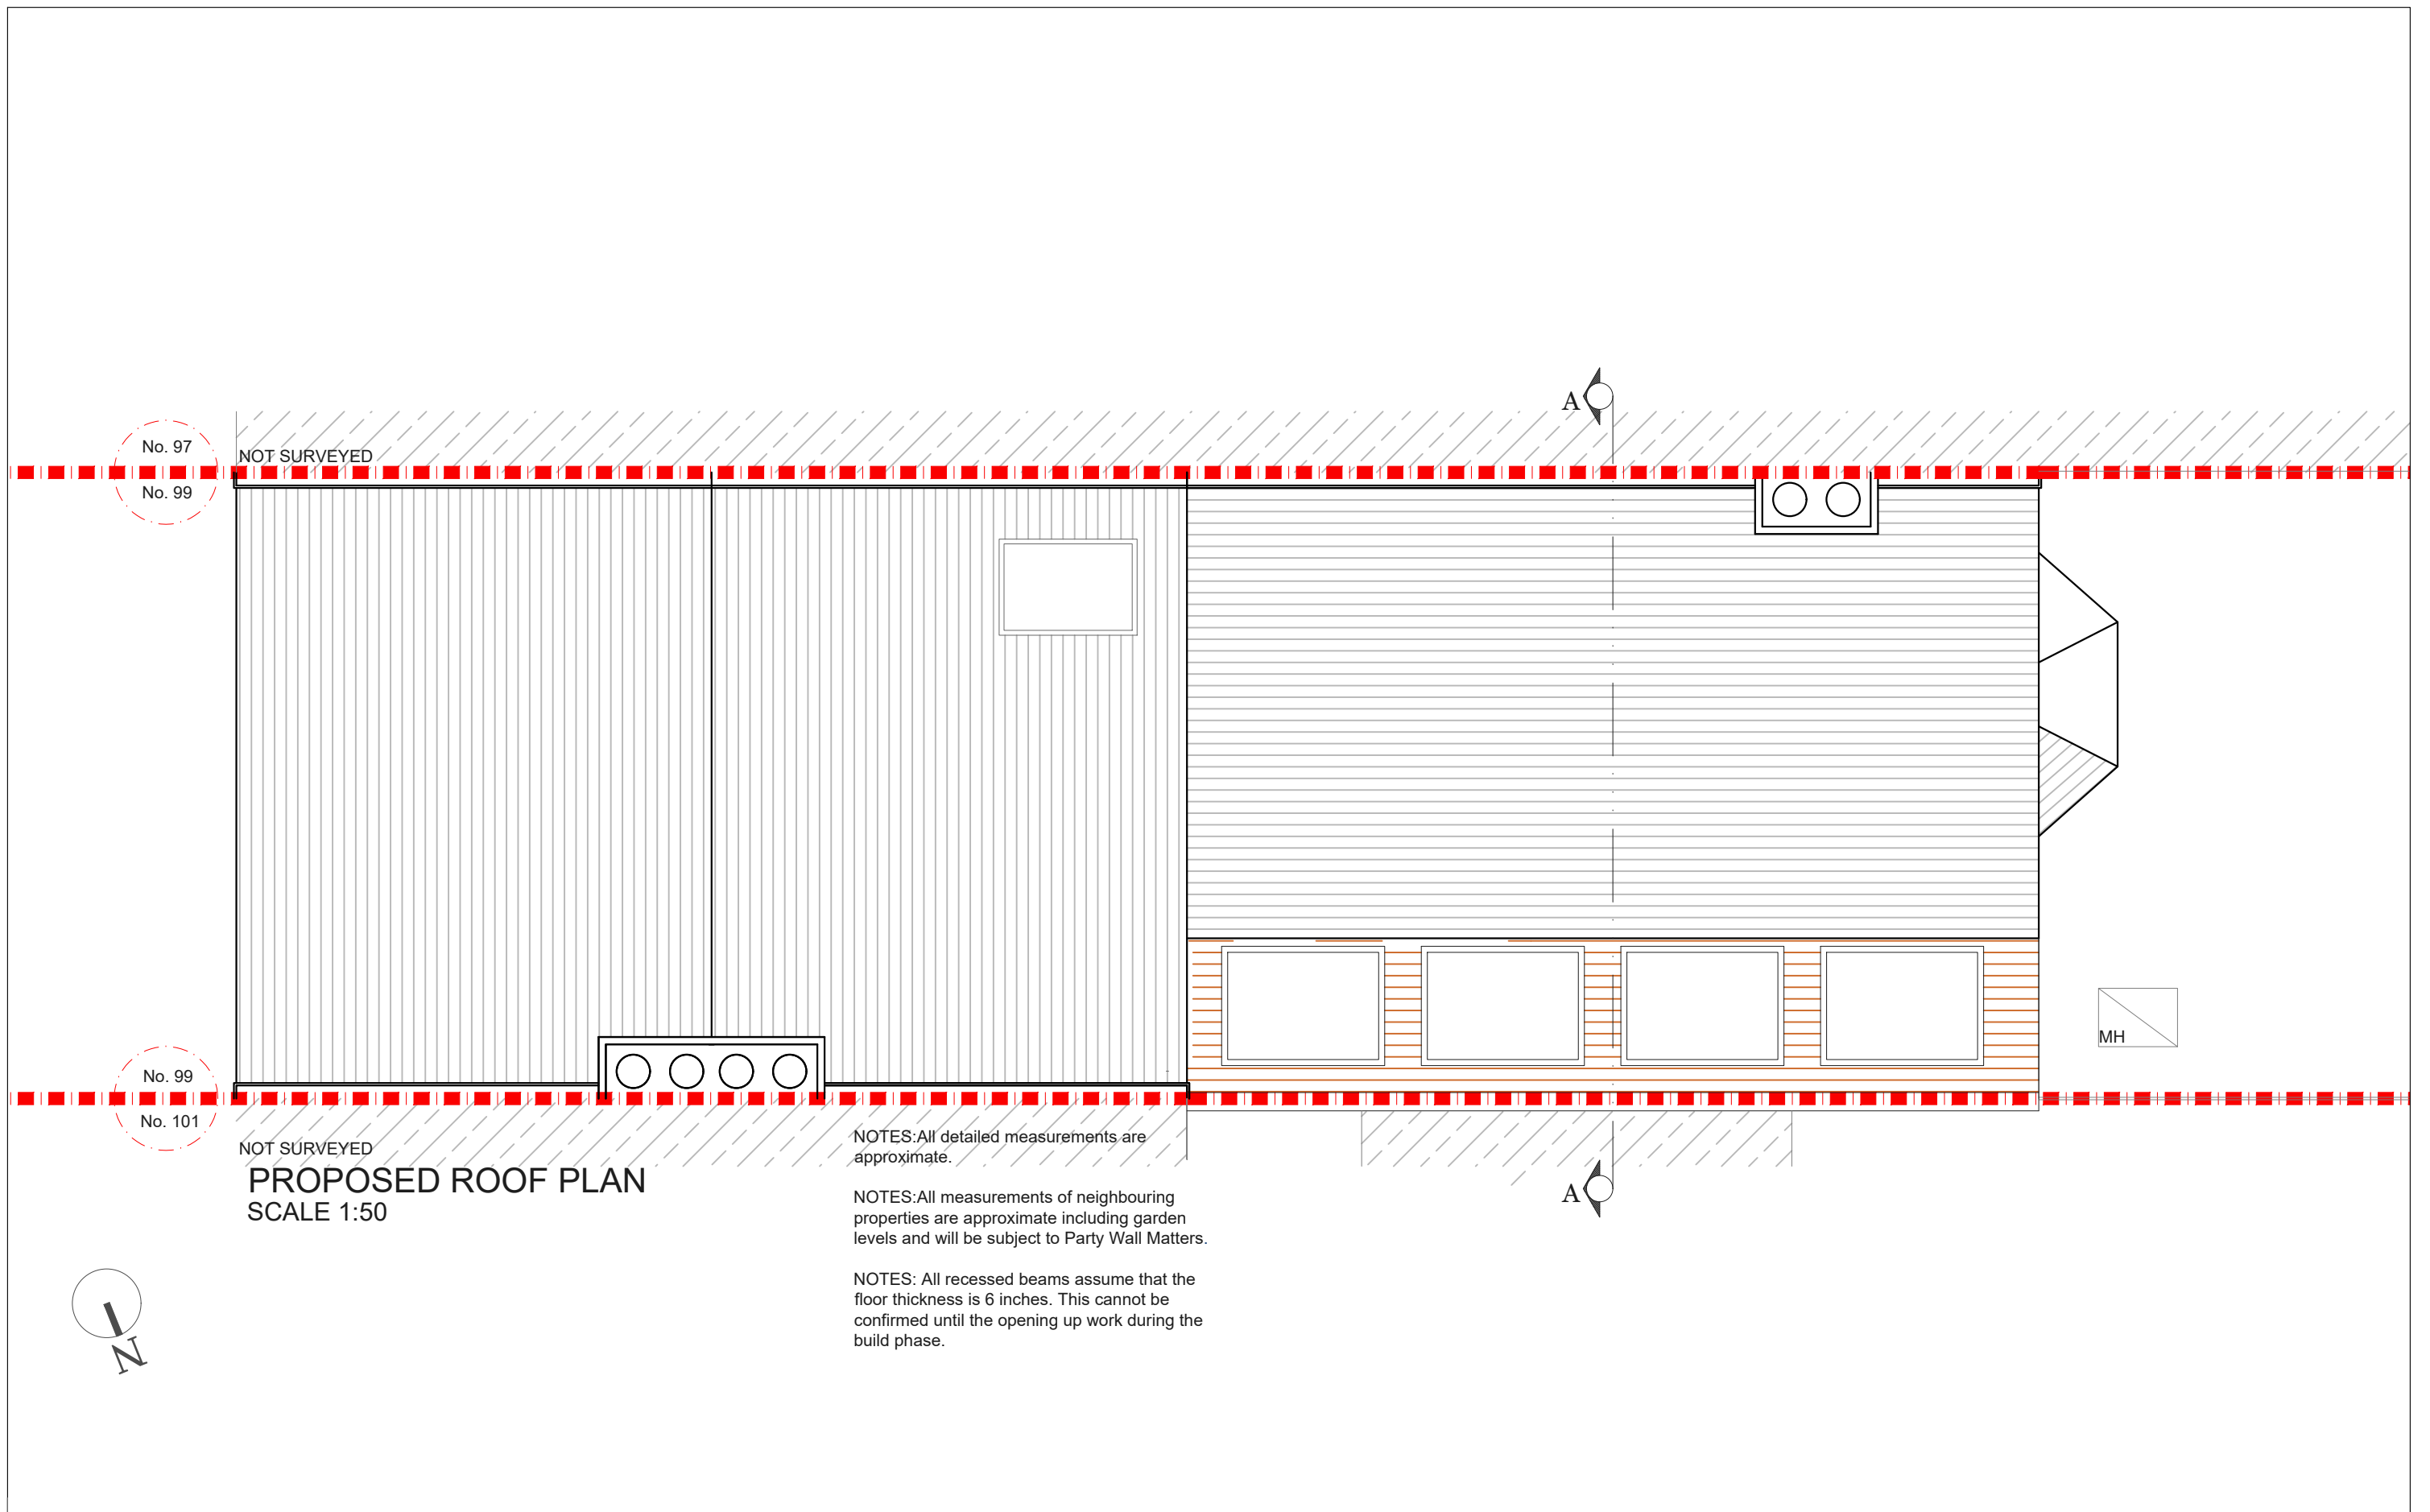 A
No. 97
NOT SURVEYED
No. 99
MH
No. 99
No. 101
NOT SURVEYED
PROPOSED ROOF PLAN
SCALE 1:50
NOTES:All detailed measurements are
approximate.
NOTES:All measurements of neighbouring
properties are approximate including garden
levels and will be subject to Party Wall Matters.
NOTES: All recessed beams assume that the
floor thickness is 6 inches. This cannot be
confirmed until the opening up work during the
build phase.
A
N